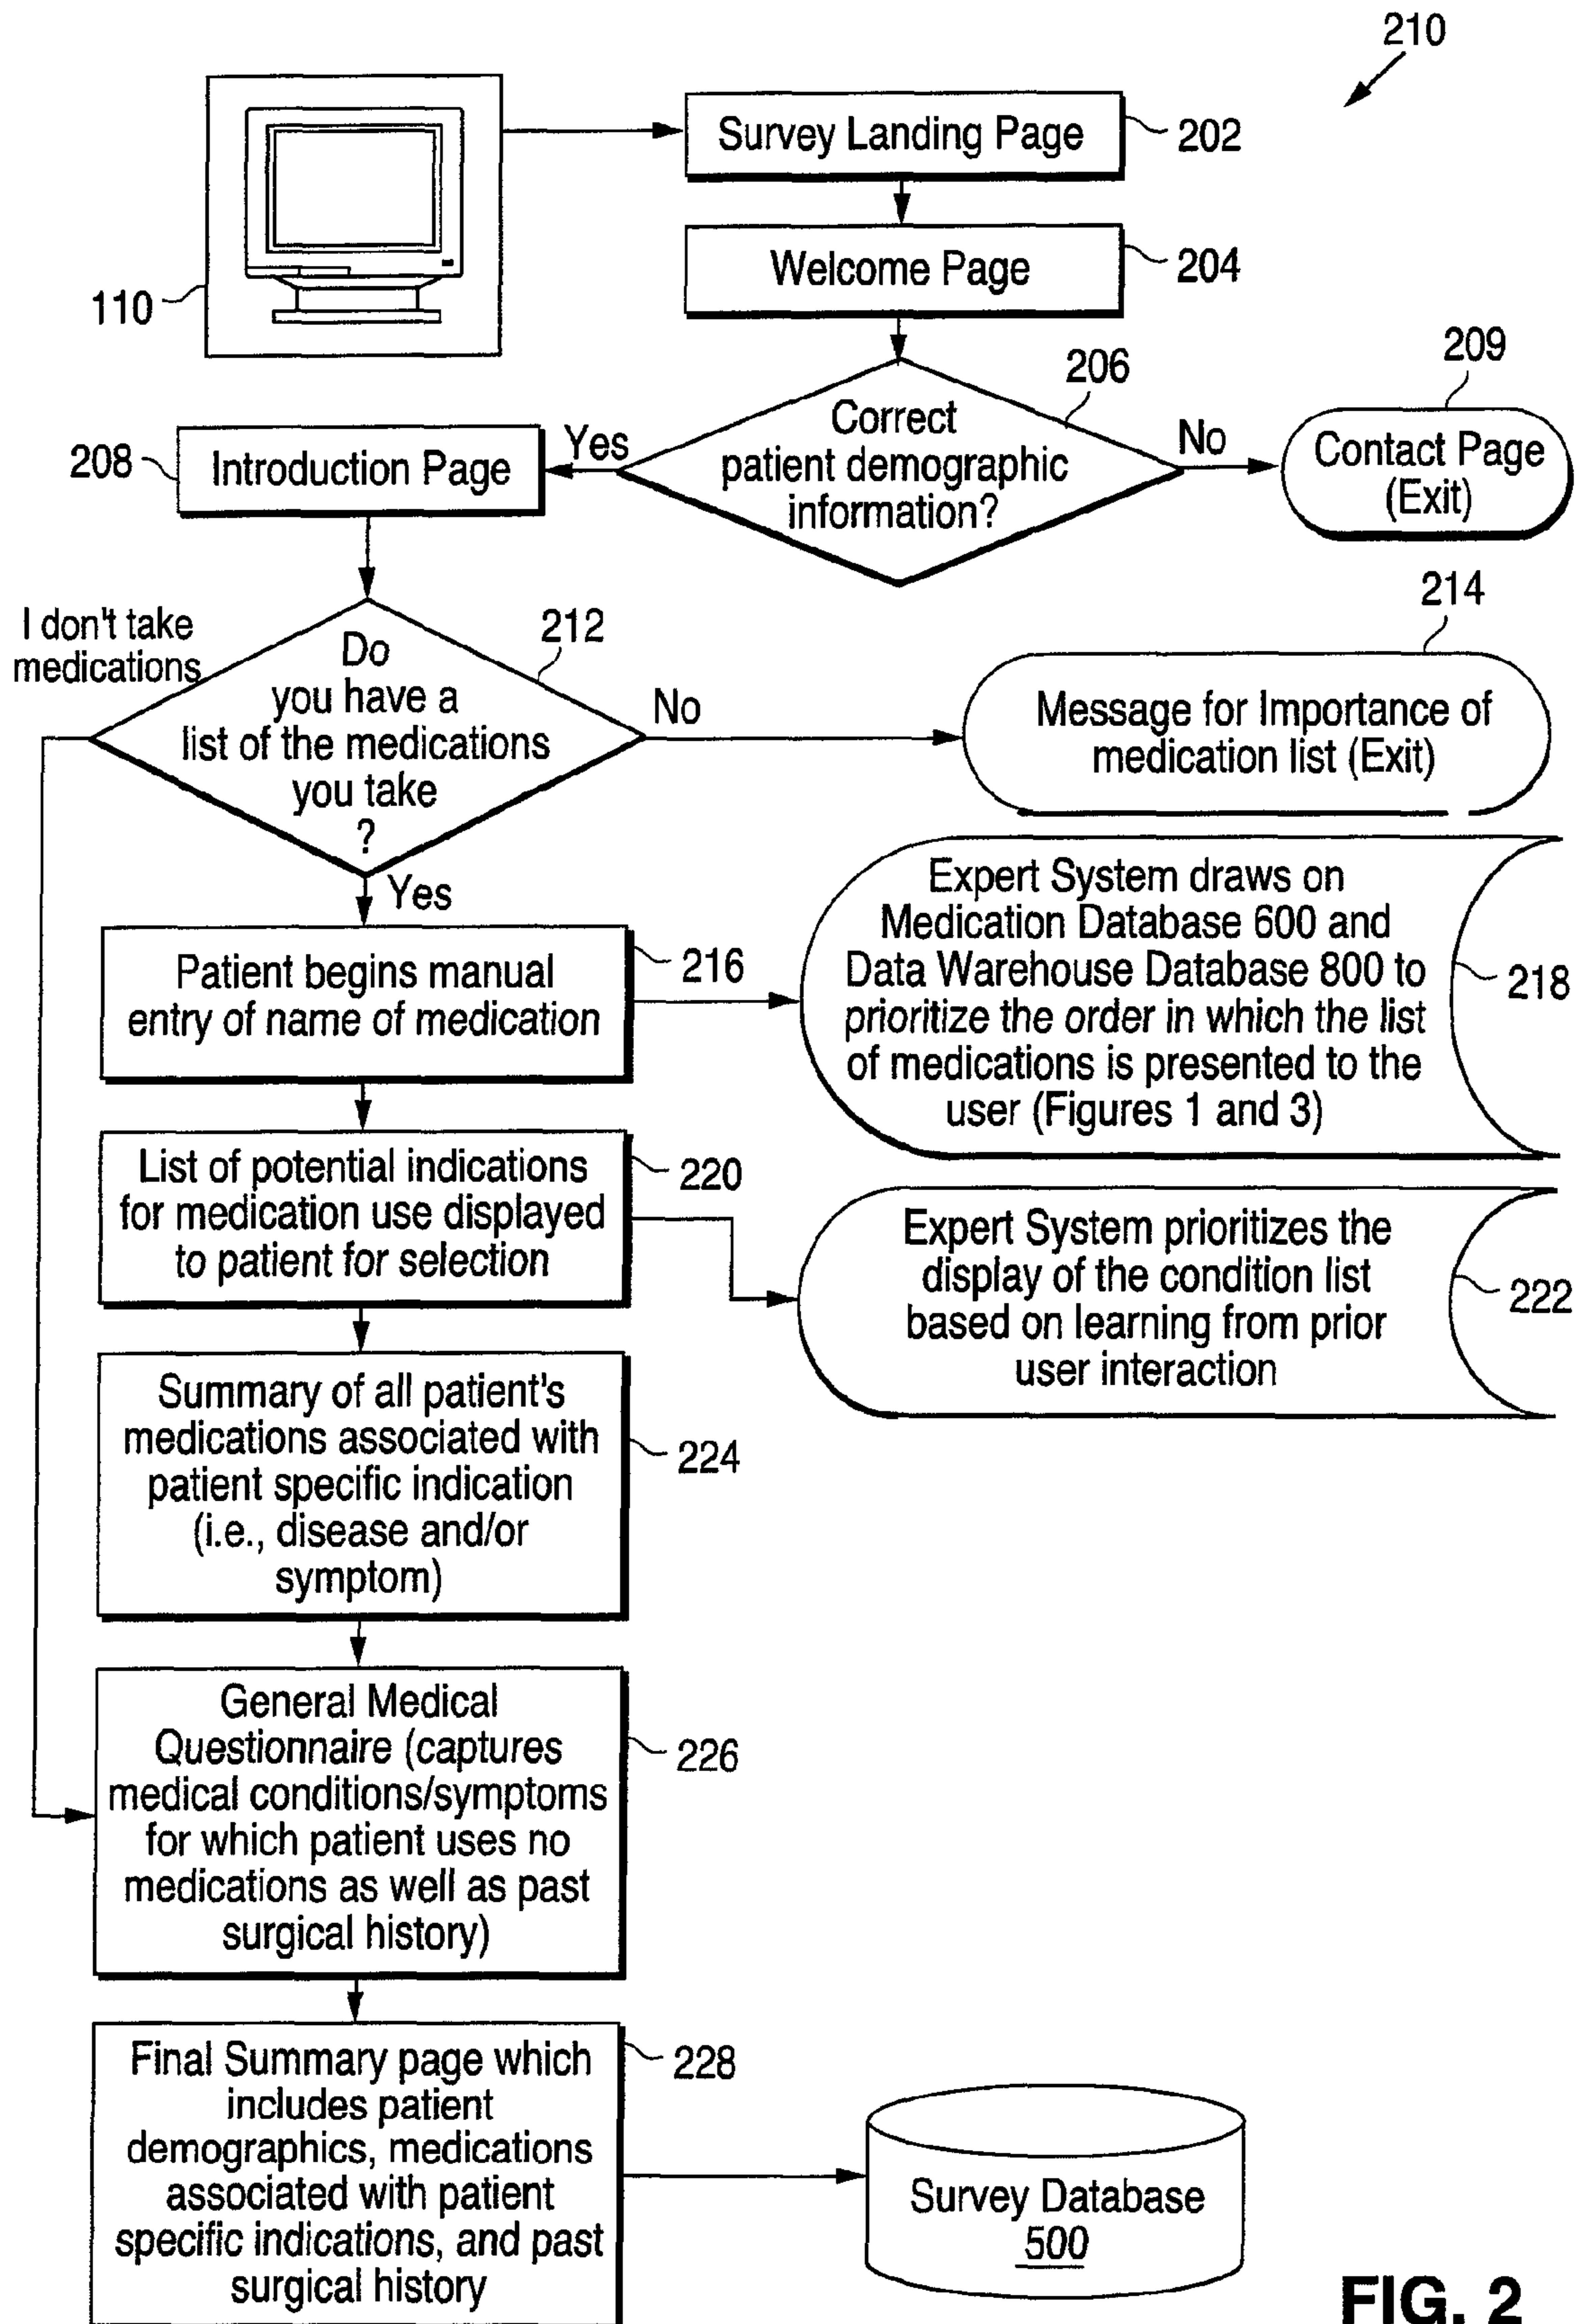 210
Survey Landing Page
202
Welcome Page
204
110
206
209
Correct
patient demographic
information?
Yes
No
Contact Page
(Exit)
208
Introduction Page
I don't take
medications
212
214
Do
you have a
list of the medications
you take
?
No
Message for Importance of
medication list (Exit)
Yes
Patient begins manual
entry of name of medication
216
Expert System draws on
Medication Database 600 and
Data Warehouse Database 800 to
prioritize the order in which the list
of medications is presented to the
user (Figures 1 and 3)
218
List of potential indications
for medication use displayed
to patient for selection
220
Expert System prioritizes the
display of the condition list
based on learning from prior
user interaction
222
Summary of all patient's
medications associated with
patient specific indication
(i.e., disease and/or
symptom)
224
General Medical
Questionnaire (captures
medical conditions/symptoms
for which patient uses no
medications as well as past
surgical history)
226
Final Summary page which
includes patient
demographics, medications
associated with patient
specific indications, and past
surgical history
228
Survey Database
500
FIG. 2